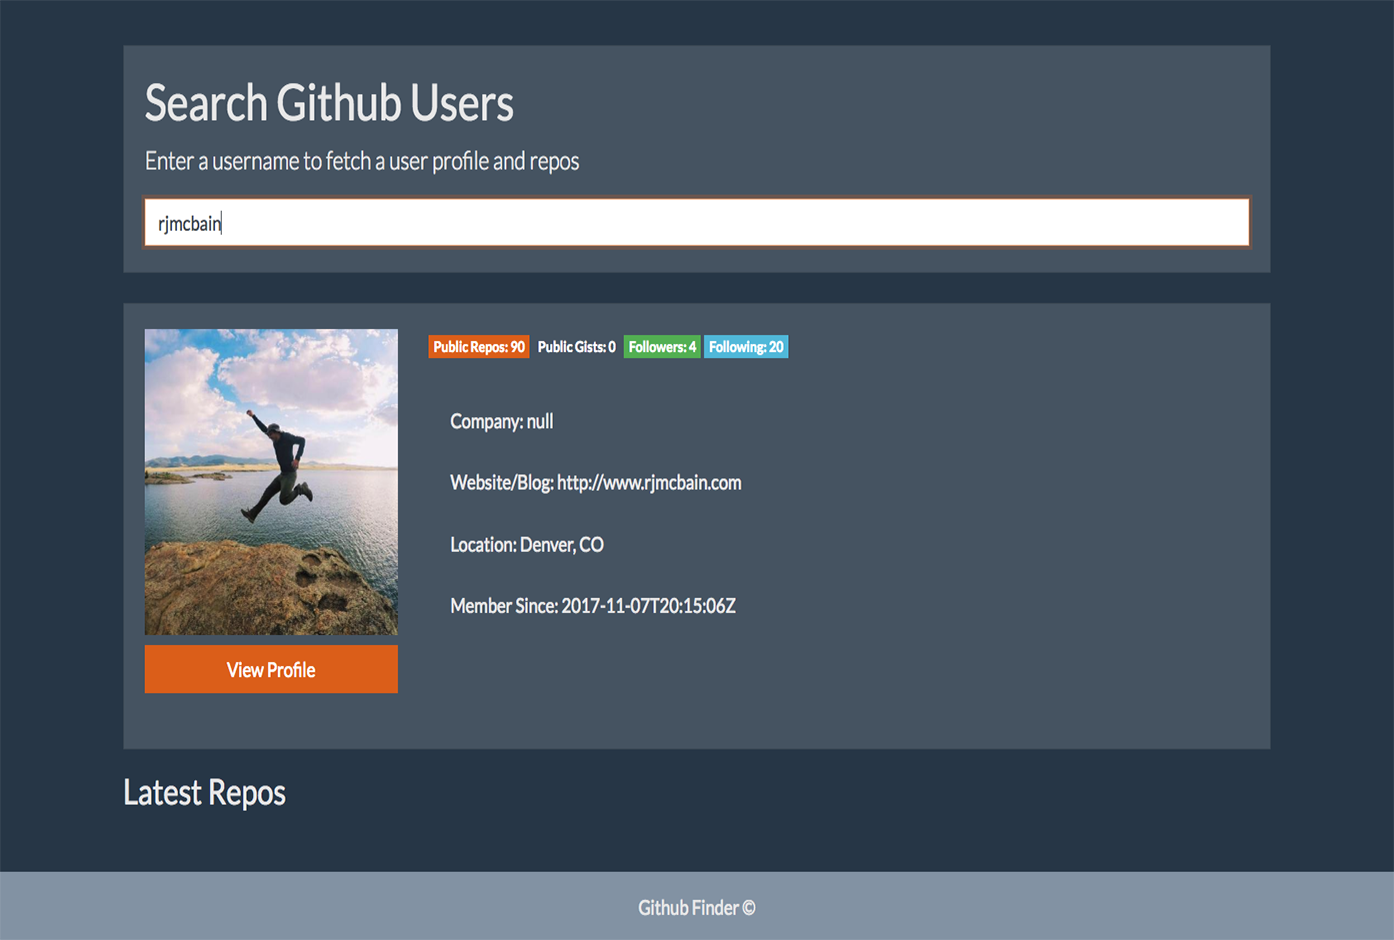 Search Github Users
Enter a username to fetch a user profile and repos
rjmcbain
Public Repos: 90 Public Gists: 0 Followers: 4 Following: 20
Company: null
Website/Blog: http://www.rjmcbain.com
Location: Denver, CO
Member Since: 2017-11-07T20:15:06Z
View Profile
Latest Repos
Github Finder ©